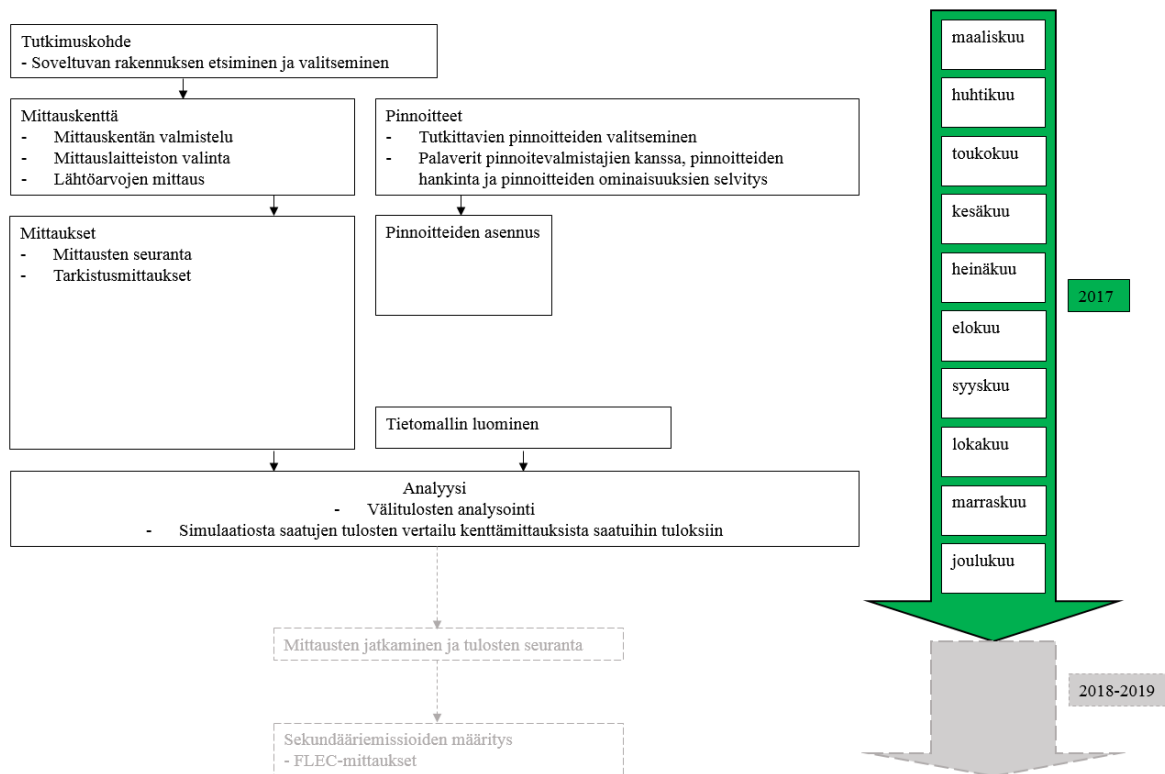 Tutkimuskohde
- Soveltuvan rakennuksen etsiminen ja valitseminen
Mittauskenttä
- Mittauskentän valmistelu
- Mittauslaitteiston valinta
- Lähtöarvojen mittaus
Pinnoitteet
- Tutkittavien pinnoitteiden valitseminen
- Palaverit pinnoitevalmistajien kanssa, pinnoitteiden
hankinta ja pinnoitteiden ominaisuuksien selvitys
Mittaukset
- Mittausten seuranta
- Tarkistusmittaukset
Pinnoitteiden asennus
Tietomallin luominen
Analyysi
- Välitulosten analysointi
- Simulaatiosta saatujen tulosten vertailu kenttämittauksista saatuihin tuloksiin
Mittausten jatkaminen ja tulosten seuranta
Sekundääriemissioiden määritys
- FLEC-mittaukset
maaliskuu
huhtikuu
toukokuu
kesäkuu
heinäkuu
elokuu
syyskuu
lokakuu
marraskuu
joulukuu
2017
2018-2019